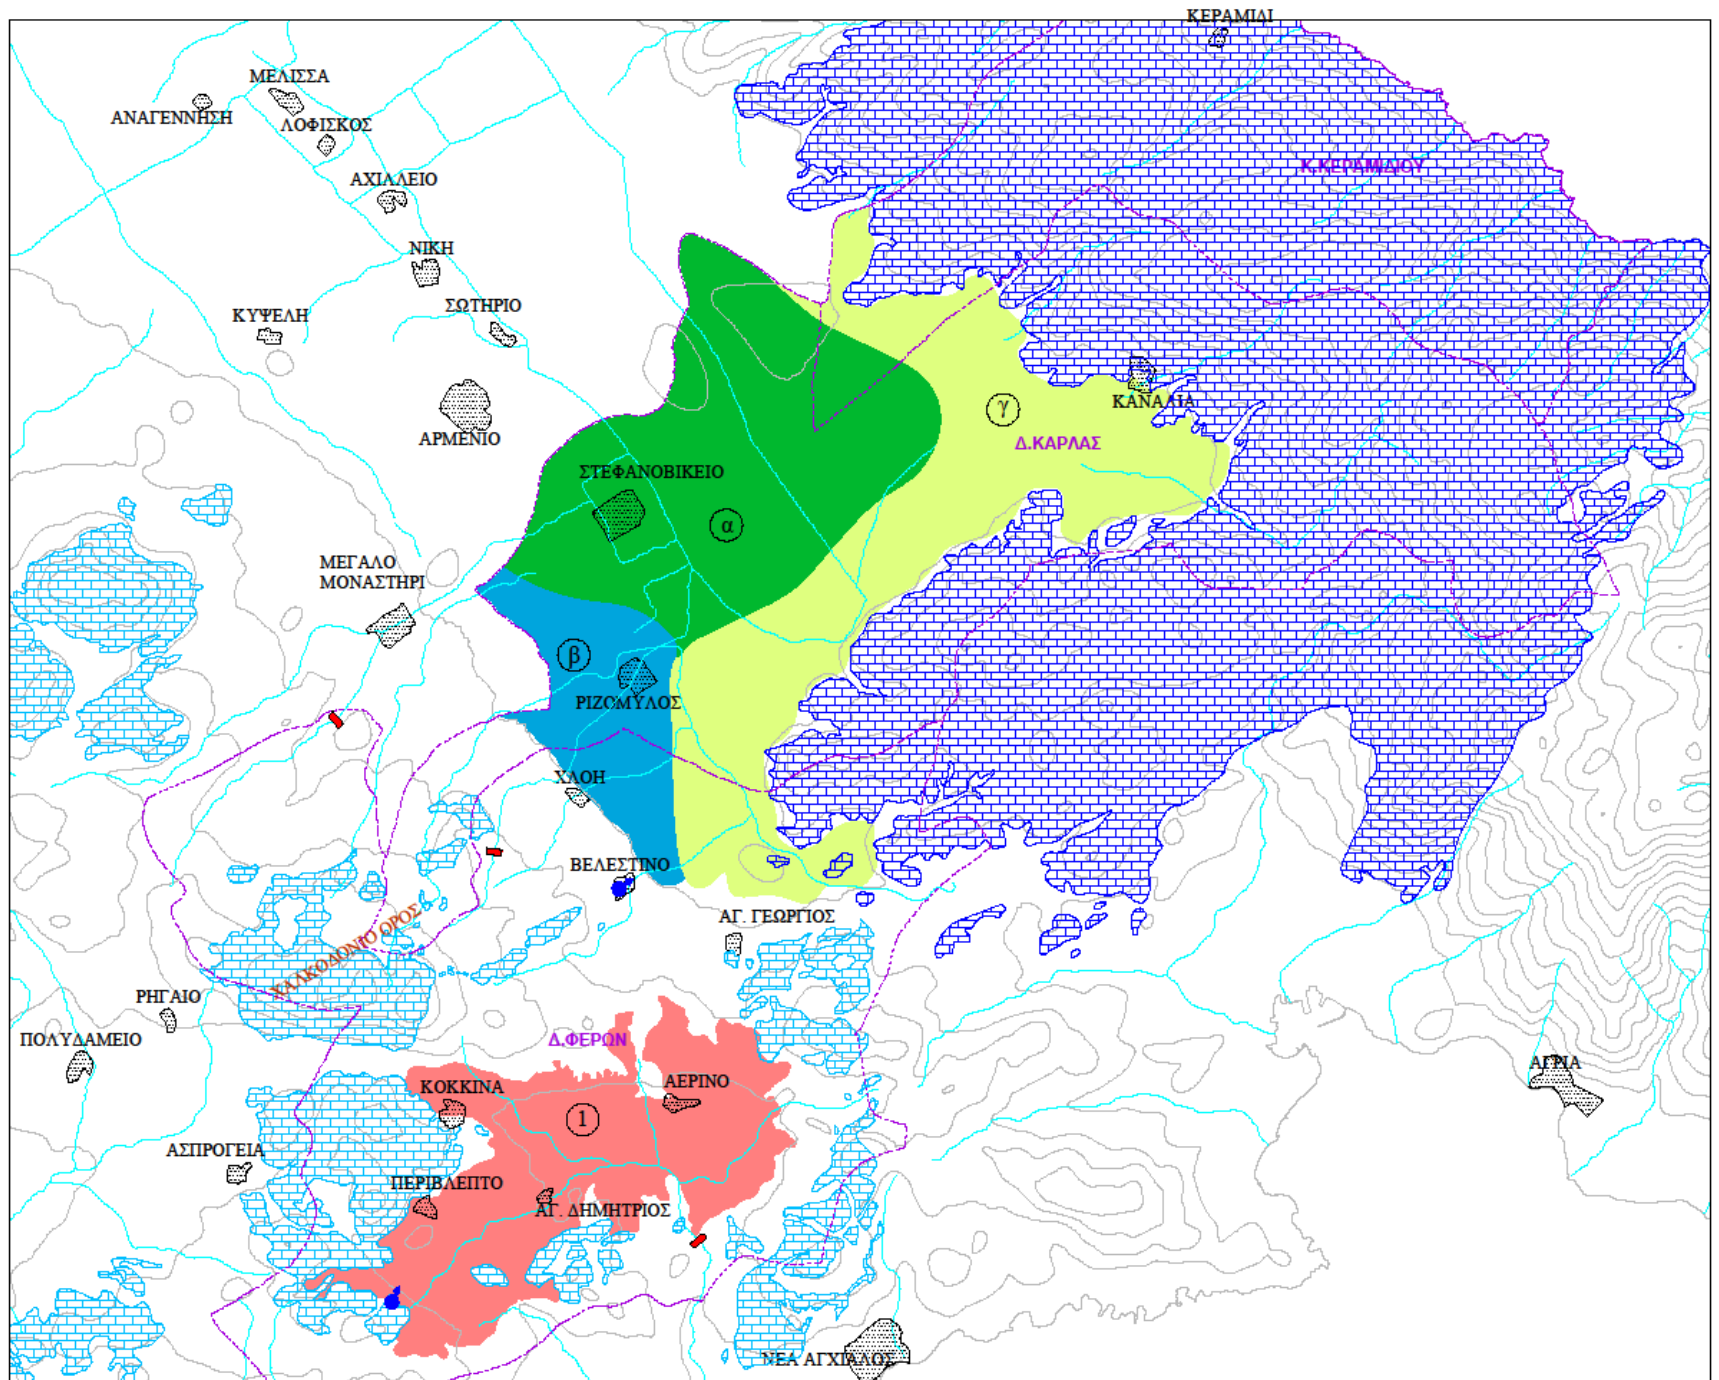 ΚΕΡΑΜΙΔΙ
ΜΕΛΙΣΣΑ
ΑΝΑΓΕΝΝΗΣΗ
ΛΟΦΙΣΚΟΣ
Κ.ΚΕΡΑΜΙΔΙΟΥ
ΑΧΙΛΛΕΙΟ
ΝΙΚΗ
ΣΩΤΗΡΙΟ
ΚΥΨΕΛΗ
ΚΑΝΑΛΙΑ
γ
ΑΡΜΕΝΙΟ
Δ.ΚΑΡΛΑΣ
ΣΤΕΦΑΝΟΒΙΚΕΙΟ
α
ΜΕΓΑΛΟ
ΜΟΝΑΣΤΗΡΙ
β
ΡΙΖΟΜΥΛΟΣ
ΧΛΟΗ
ΒΕΛΕΣΤΙΝΟ
ΑΓ. ΓΕΩΡΓΙΟΣ
ΧΑΛΚΟΔΟΝΙΟ ΟΡΟΣ
ΡΗΓΑΙΟ
ΠΟΛΥΔΑΜΕΙΟ
Δ.ΦΕΡΩΝ
ΑΓΡΙΑ
ΚΟΚΚΙΝΑ
ΑΕΡΙΝΟ
1
ΑΣΠΡΟΓΕΙΑ
ΠΕΡΙΒΛΕΠΤΟ
ΑΓ. ΔΗΜΗΤΡΙΟΣ
ΝΕΑ ΑΓΧΙΑΛΟΣ